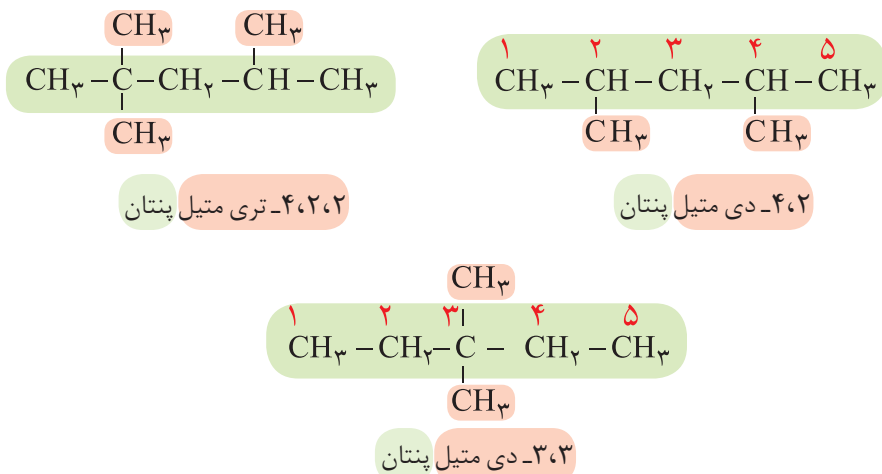 CH۳ CH۳
CH۳ – C – CH۲ – CH – CH۳
CH۳
۴،۲،۲ـ تری متیل پنتان
۱ ۲ ۳ ۴ ۵
CH۳ – CH – CH۲ – CH – CH۳
CH۳ CH۳
۴،۲ـ دی متیل پنتان
CH۳
۱ ۲ ۳ ۴ ۵
CH۳ – CH۲ – C – CH۲ – CH۳
CH۳
۳،۳ـ دی متیل پنتان